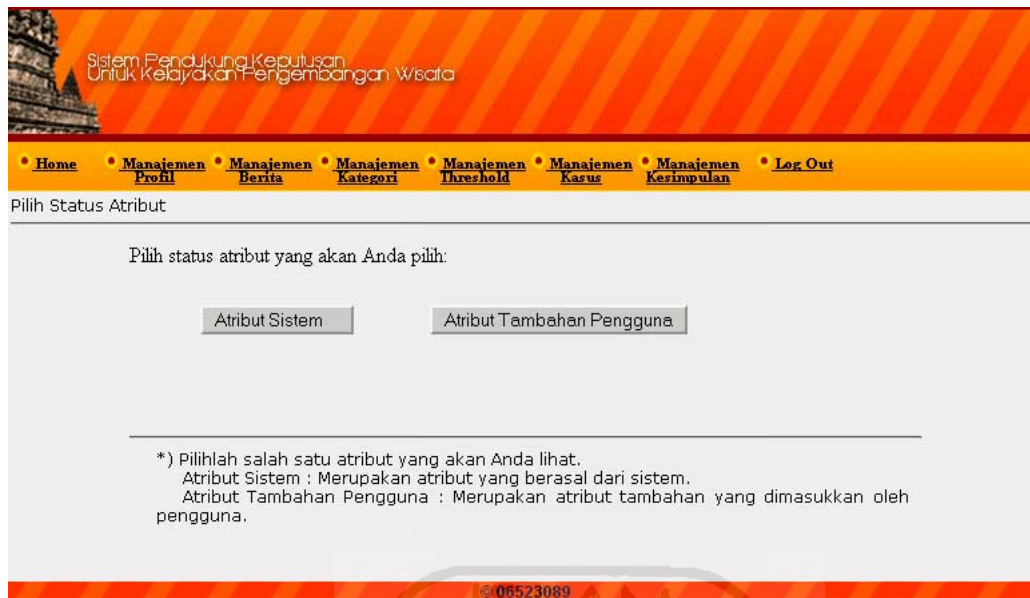 Sistem Pendukung Keputusan
Untuk Kelayakan Pengembangan Wisata
Home Manajemen Profil Manajemen Berita Manajemen Kategori Manajemen Threshold Manajemen Kasus Manajemen Kesimpulan Log Out
Pilih Status Atribut
Pilih status atribut yang akan Anda pilih:
Atribut Sistem Atribut Tambahan Pengguna
*) Pilihlah salah satu atribut yang akan Anda lihat.
Atribut Sistem : Merupakan atribut yang berasal dari sistem.
Atribut Tambahan Pengguna : Merupakan atribut tambahan yang dimasukkan oleh
pengguna.
© 06523089